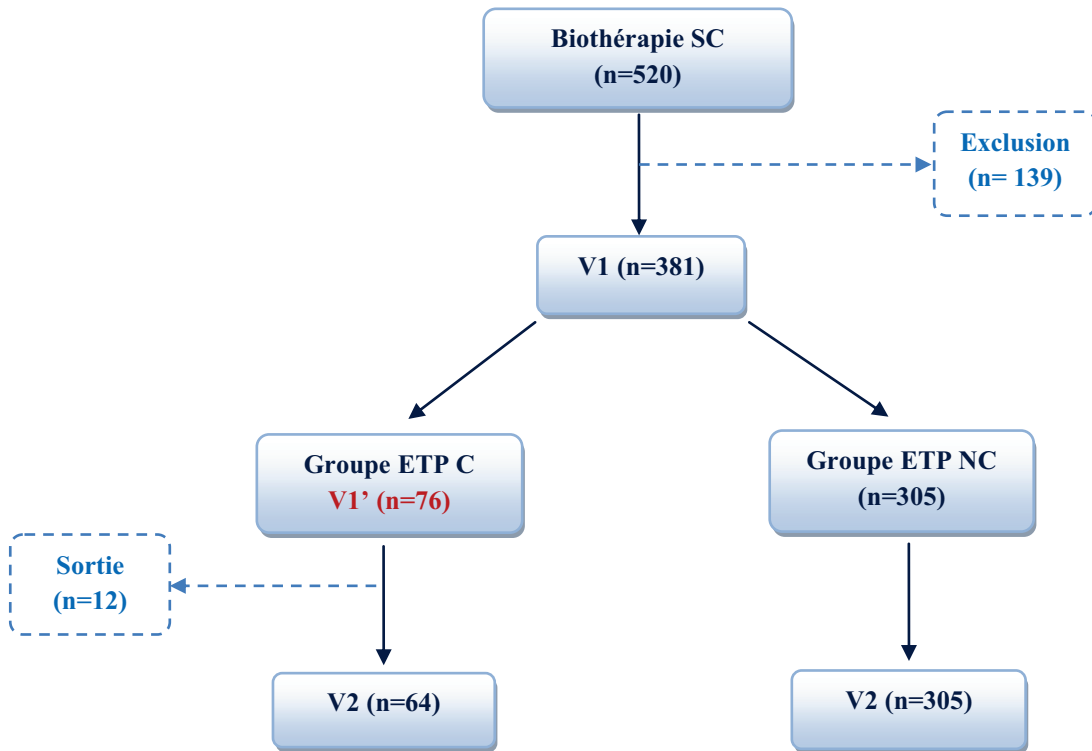 Biothérapie SC
(n=520)
Exclusion
(n= 139)
V1 (n=381)
Groupe ETP C
V1’ (n=76)
Groupe ETP NC
(n=305)
Sortie
(n=12)
V2 (n=64)
V2 (n=305)